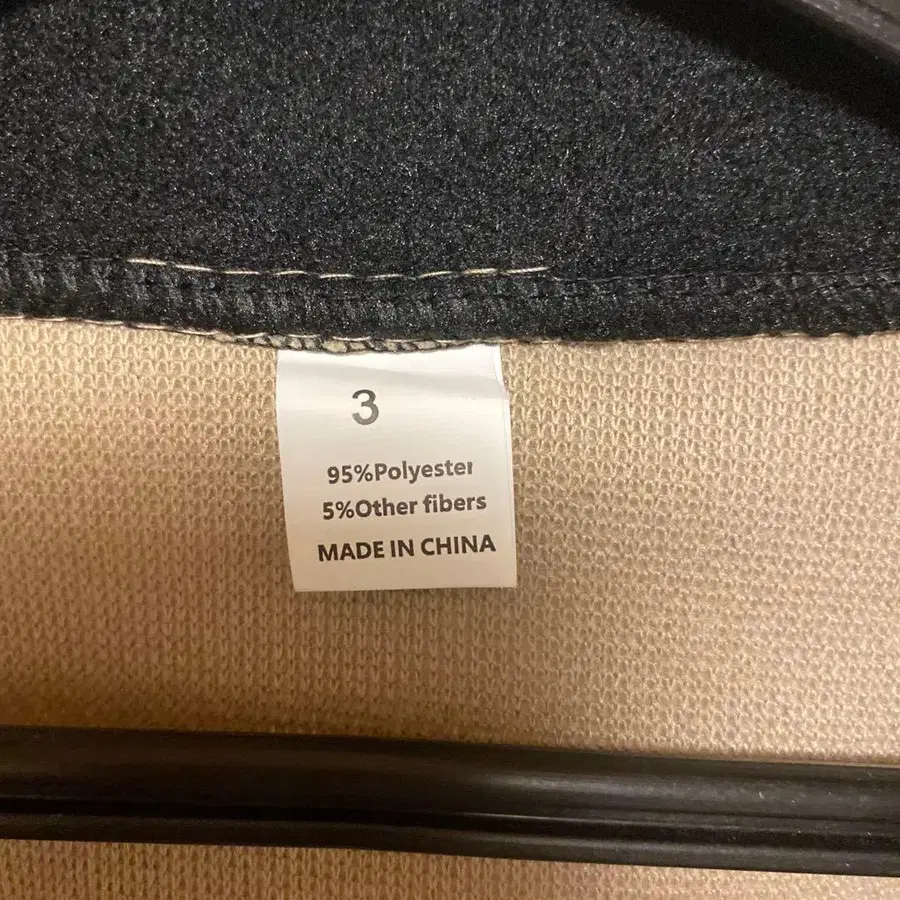 3
95%Polyester
5%Other fibers
MADE IN CHINA